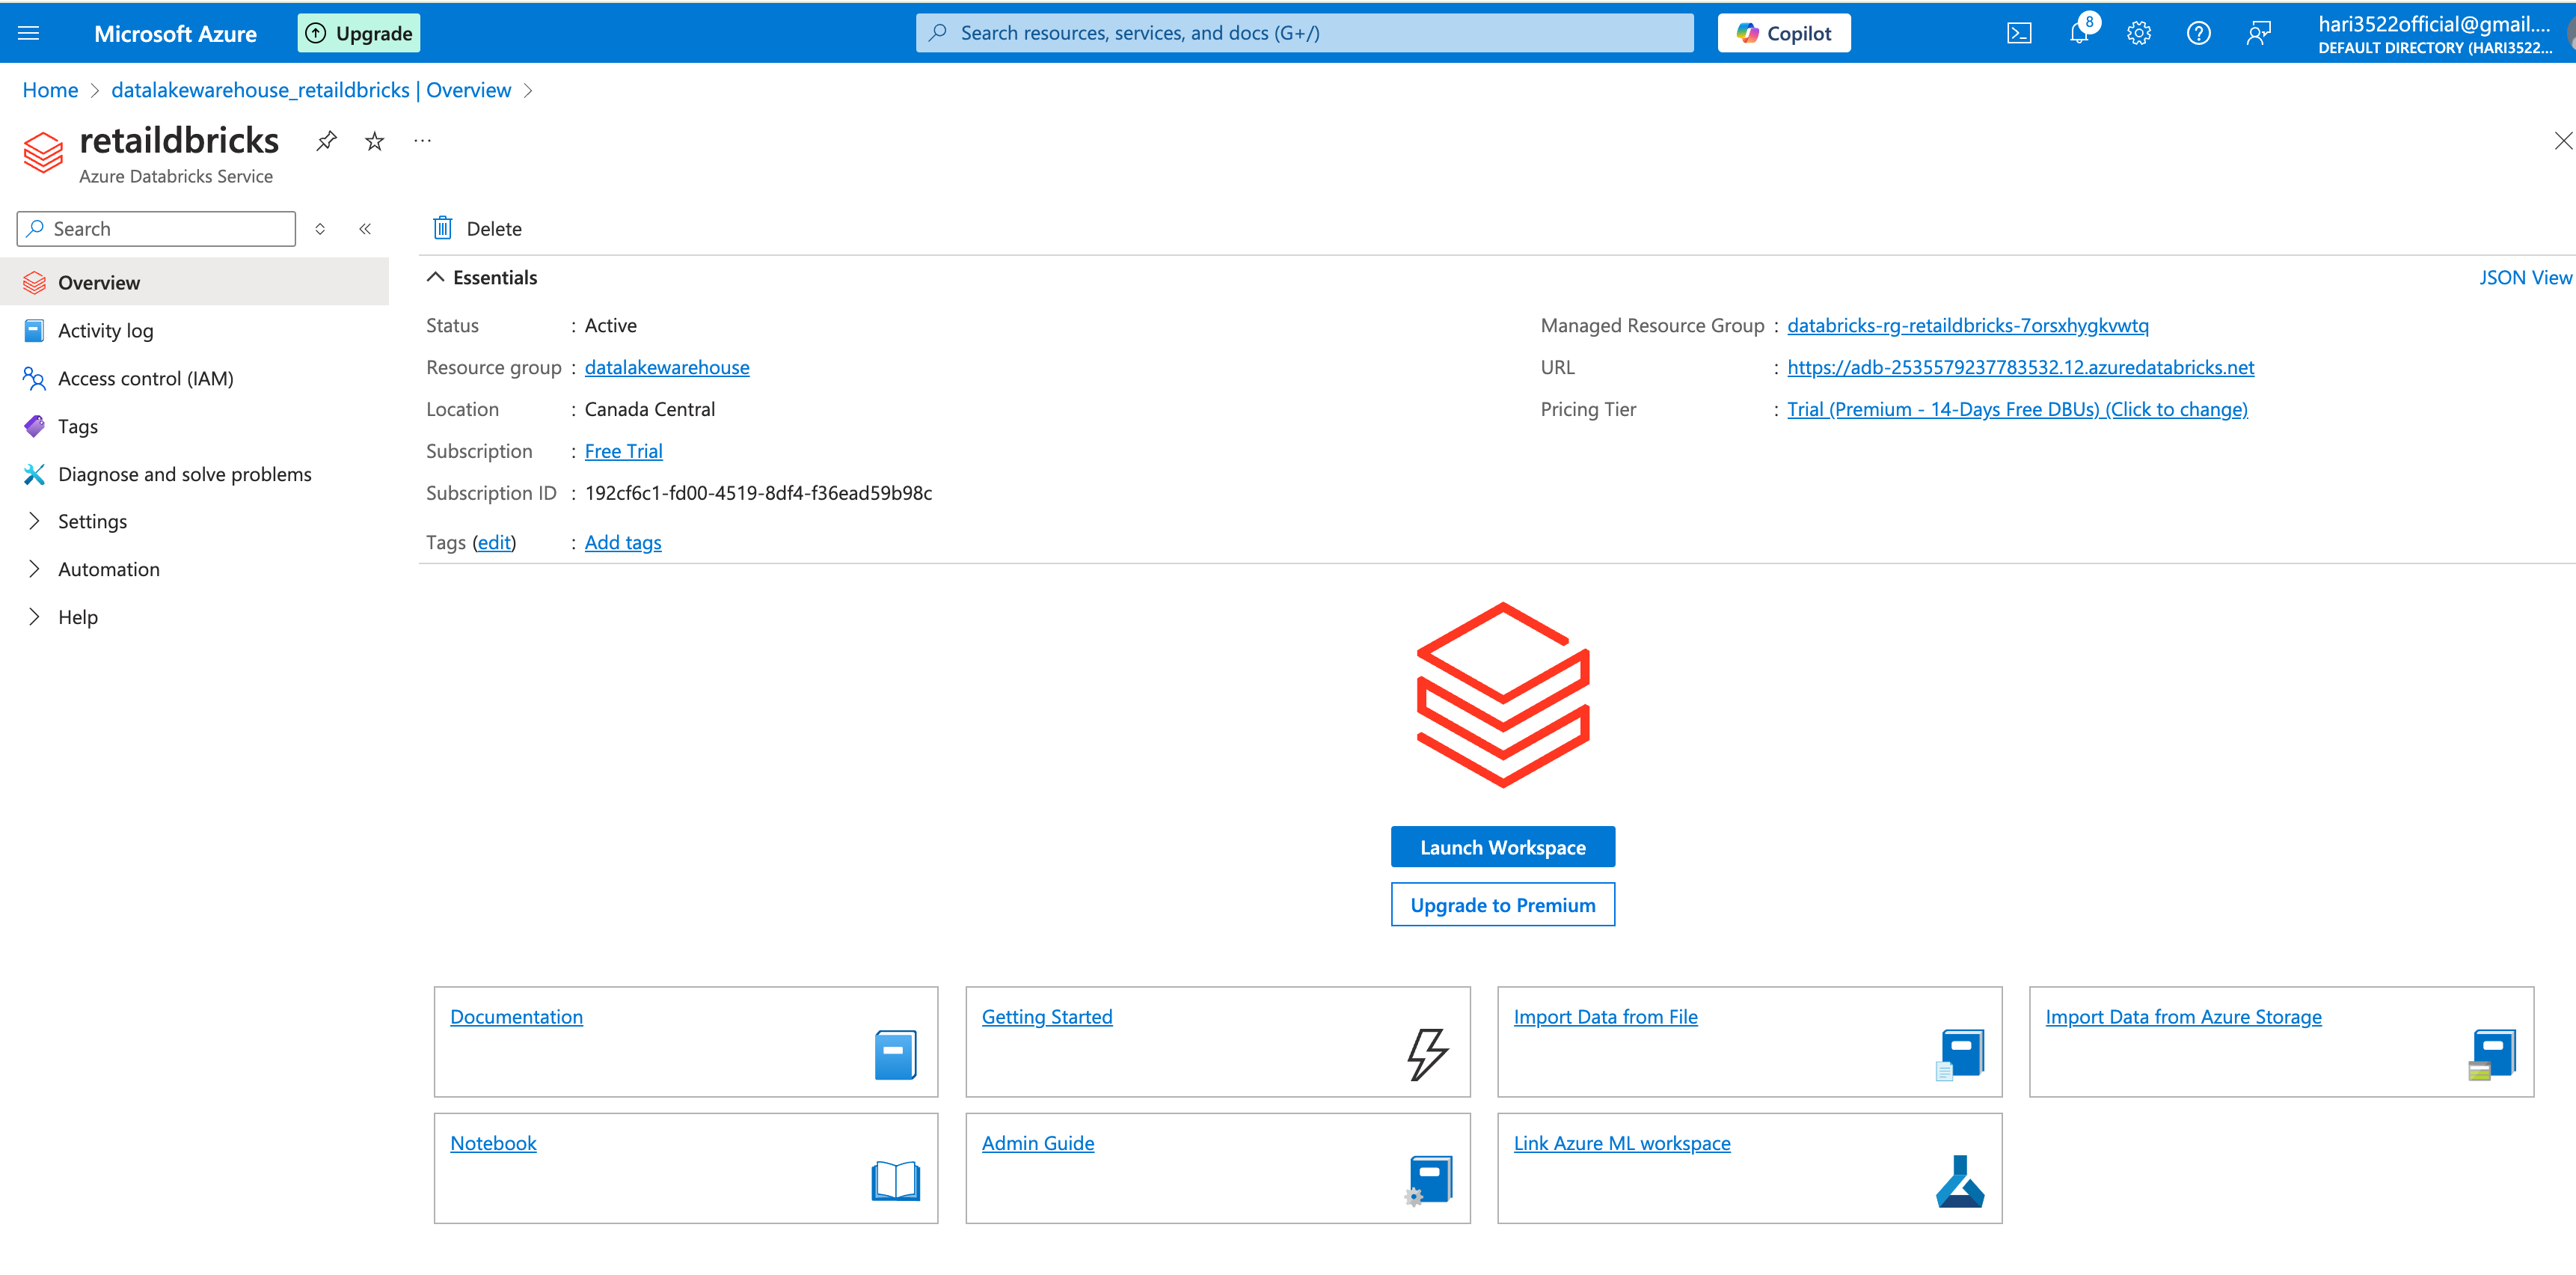 Microsoft Azure
Upgrade
Search resources, services, and docs (G+/)
Copilot
8
hari3522official@gmail....
DEFAULT DIRECTORY (HARI3522...
Home > datalakewarehouse_retaildbricks | Overview >
retaildbricks
...
Azure Databricks Service
Search
Overview
Activity log
Access control (IAM)
Tags
Diagnose and solve problems
Settings
Automation
Help
Delete
Essentials
JSON View
Status : Active
Resource group : datalakewarehouse
Location : Canada Central
Subscription : Free Trial
Subscription ID : 192cf6c1-fd00-4519-8df4-f36ead59b98c
Tags (edit) : Add tags
Managed Resource Group : databricks-rg-retaildbricks-7orsxhygkvwtq
URL : https://adb-2535579237783532.12.azuredatabricks.net
Pricing Tier : Trial (Premium - 14-Days Free DBUs) (Click to change)
Launch Workspace
Upgrade to Premium
Documentation
Getting Started
Import Data from File
Import Data from Azure Storage
Notebook
Admin Guide
Link Azure ML workspace